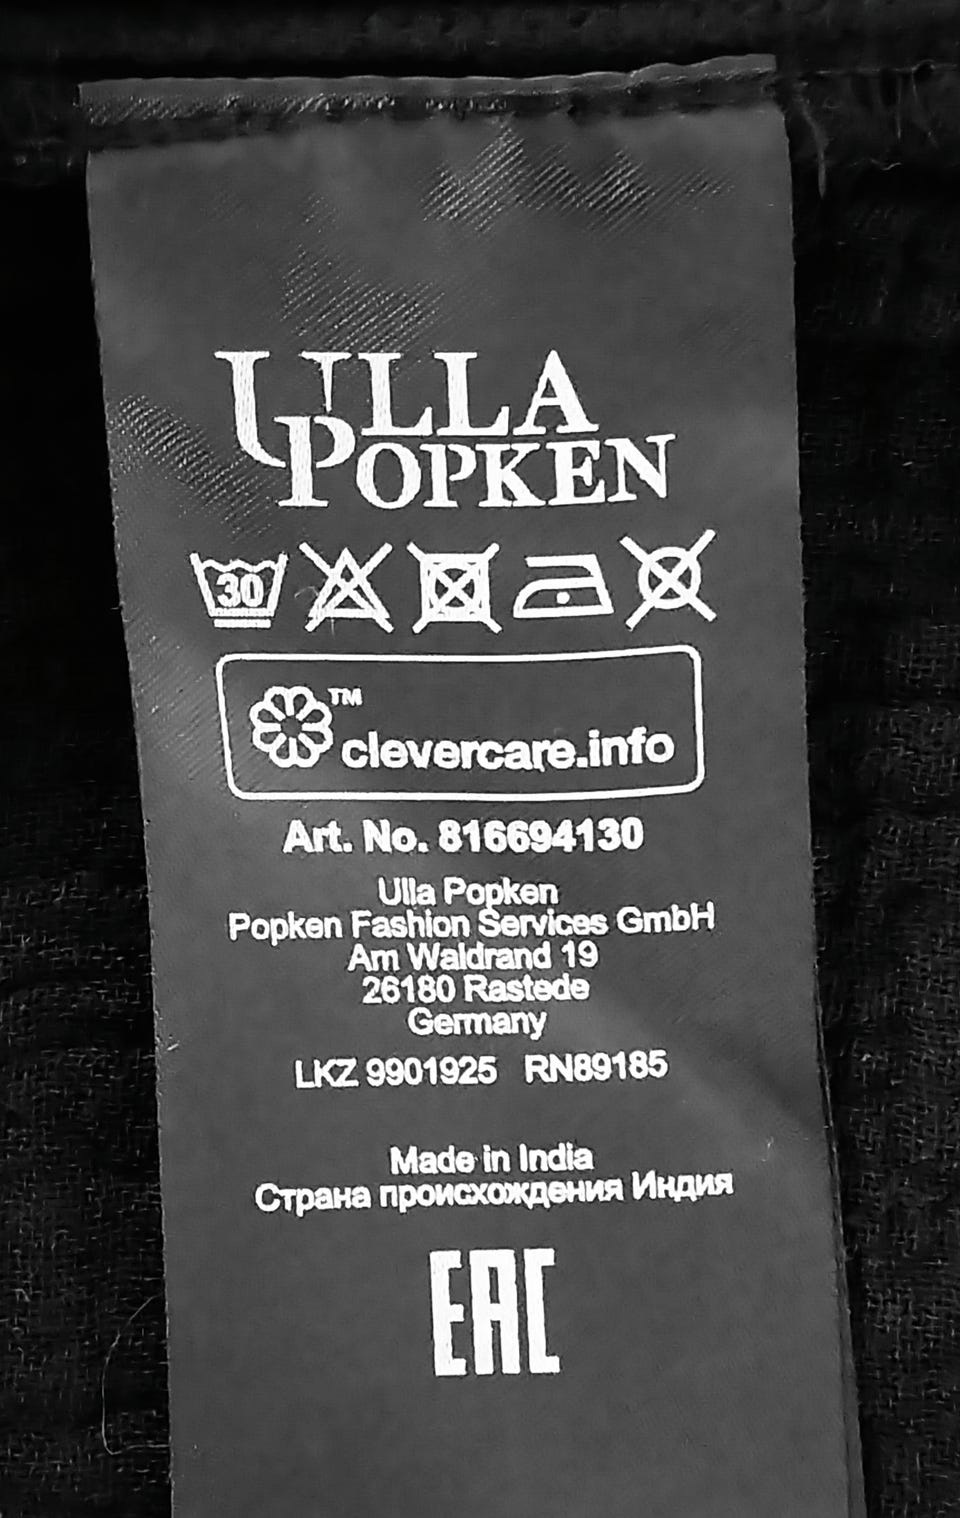 ULLA
POPKEN
30
™
clevercare.info
Art. No. 816694130
Ulla Popken
Popken Fashion Services GmbH
Am Waldrand 19
26180 Rastede
Germany
LKZ 9901925 RN89185
Made in India
Страна происхождения Индия
EAC